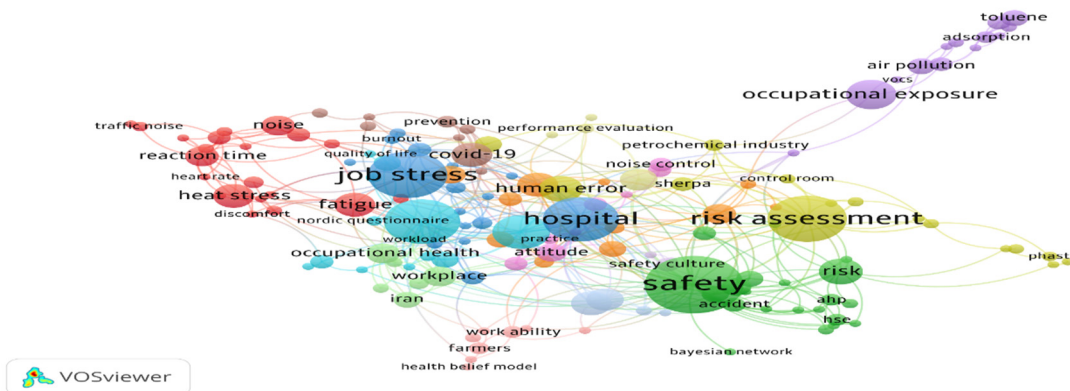 toluene
adsorption
air pollution
vocs
occupational exposure
traffic noise
noise
prevention
performance evaluation
burnout
petrochemical industry
reaction time
quality of life
covid-19
noise control
heart rate
job stress
human error
sherpa
control room
heat stress
fatigue
discomfort
nordic questionnaire
hospital
risk assessment
workload
practice
occupational health
attitude
safety culture
phast
workplace
safety
risk
iran
accident
ahp
hse
work ability
farmers
bayesian network
health belief model
VOSviewer